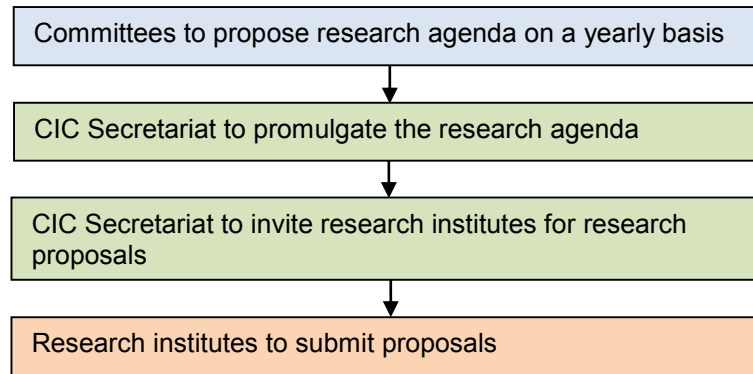 Committees to propose research agenda on a yearly basis
CIC Secretariat to promulgate the research agenda
CIC Secretariat to invite research institutes for research
proposals
Research institutes to submit proposals